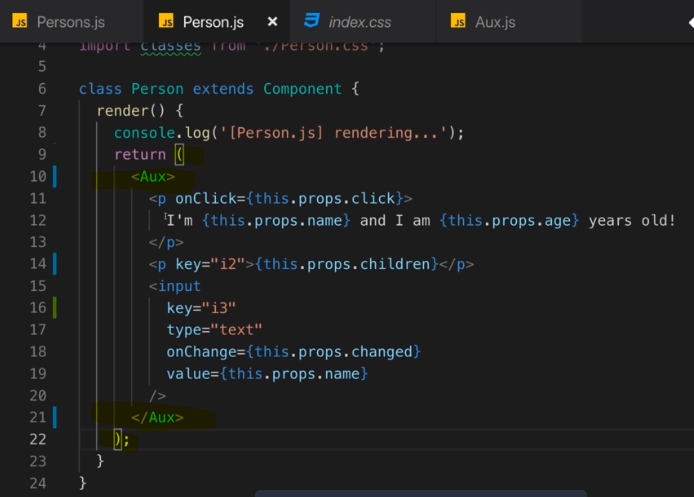 JS Persons.js JS Person.js × index.css JS Aux.js
4 import classes from './Person.css';
5
6 class Person extends Component {
7 render() {
8 console.log('[Person.js] rendering...');
9 return (
10 <Aux>
11 <p onClick={this.props.click}>
12 I'm {this.props.name} and I am {this.props.age} years old!
13 </p>
14 <p key="i2">{this.props.children}</p>
15 <input
16 key="i3"
17 type="text"
18 onChange={this.props.changed}
19 value={this.props.name}
20 />
21 </Aux>
22 );
23 }
24 }